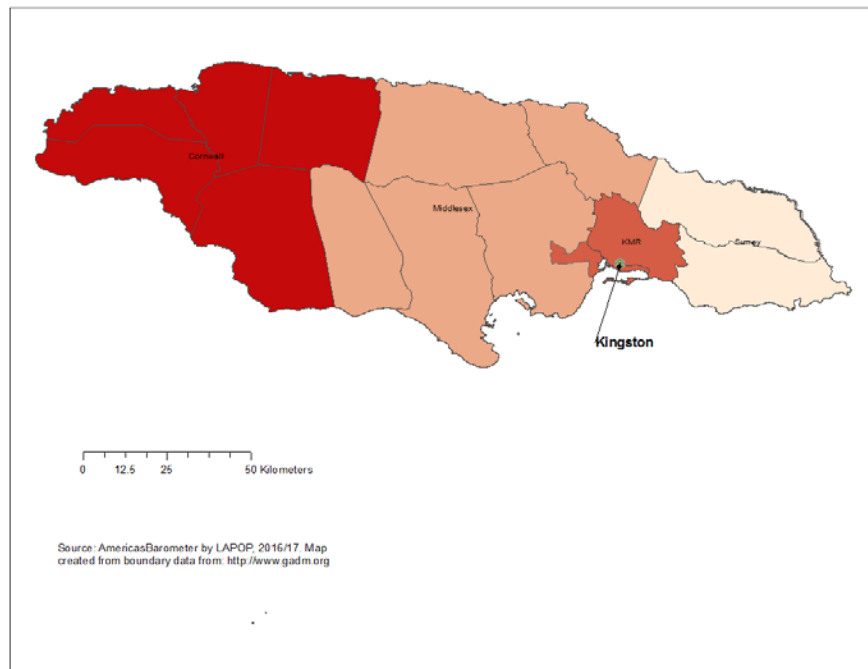 Cornwall
Middlesex
KMR
Surrey
Kingston
0 12.5 25 50 Kilometers
Source: AmericasBarometer by LAPOP, 2016/17. Map
created from boundary data from: http://www.gadm.org